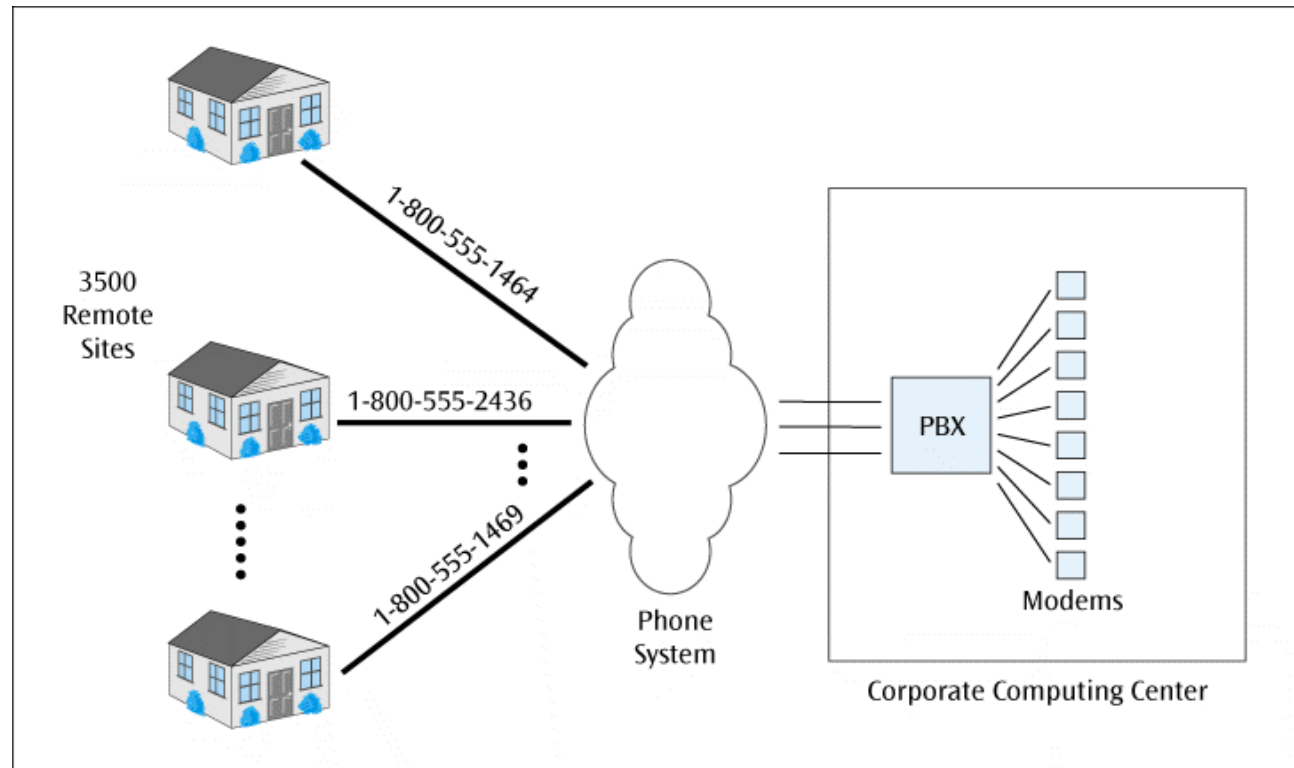 1-800-555-1464
3500
Remote
Sites
1-800-555-2436
PBX
1-800-555-1469
Modems
Phone
System
Corporate Computing Center